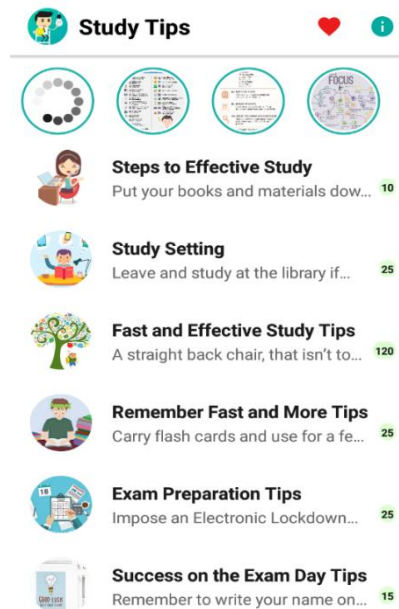 Study Tips
i
FOCUS
Steps to Effective Study
Put your books and materials dow... 10
Study Setting
Leave and study at the library if... 25
Fast and Effective Study Tips
A straight back chair, that isn't to... 120
Remember Fast and More Tips
Carry flash cards and use for a fe... 25
18
Exam Preparation Tips
Impose an Electronic Lockdown... 25
GOOD LUCK
Success on the Exam Day Tips
Remember to write your name on... 15